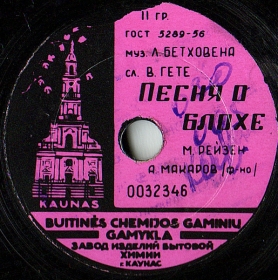 II ГР.
ГОСТ 5289-56
МУЗ. Л. БЕТХОВЕНА
СЛ. В. ГЕТЕ
ПЕСНЯ О
БЛОХЕ
М. РЕЙЗЕН
А. МАКАРОВ (Ф-НО)
0032346
KAUNAS
BUITINĖS CHEMIJOS GAMINIŲ
GAMYKLA
ЗАВОД ИЗДЕЛИЙ БЫТОВОЙ
ХИМИИ
Г. КАУНАС